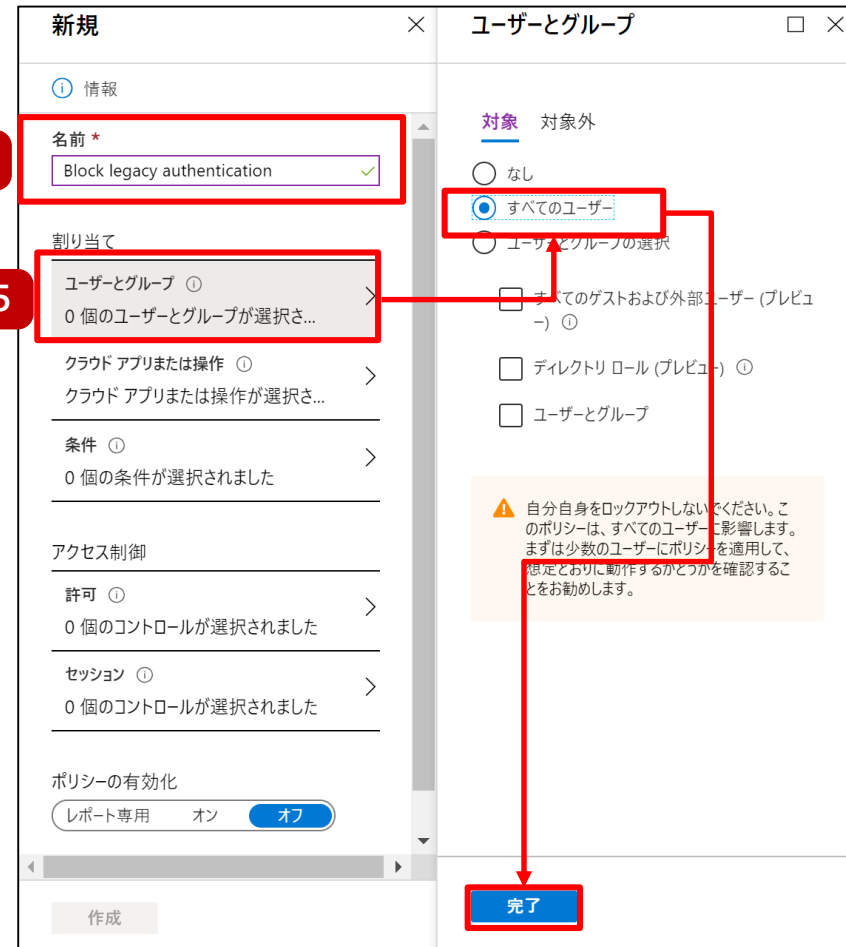 新規
情報
名前 *
Block legacy authentication
割り当て
5
ユーザーとグループ
0 個のユーザーとグループが選択さ...
クラウド アプリまたは操作
クラウド アプリまたは操作が選択さ...
条件
0 個の条件が選択されました
アクセス制御
許可
0 個のコントロールが選択されました
セッション
0 個のコントロールが選択されました
ポリシーの有効化
レポート専用 オン オフ
作成
ユーザーとグループ
対象 対象外
なし
すべてのユーザー
ユーザーとグループの選択
すべてのゲストおよび外部ユーザー (プレビュ
ー)
ディレクトリ ロール (プレビュー)
ユーザーとグループ
自分自身をロックアウトしないでください。こ
のポリシーは、すべてのユーザーに影響します。
まずは少数のユーザーにポリシーを適用して、
想定どおりに動作するかどうかを確認するこ
とをお勧めします。
完了